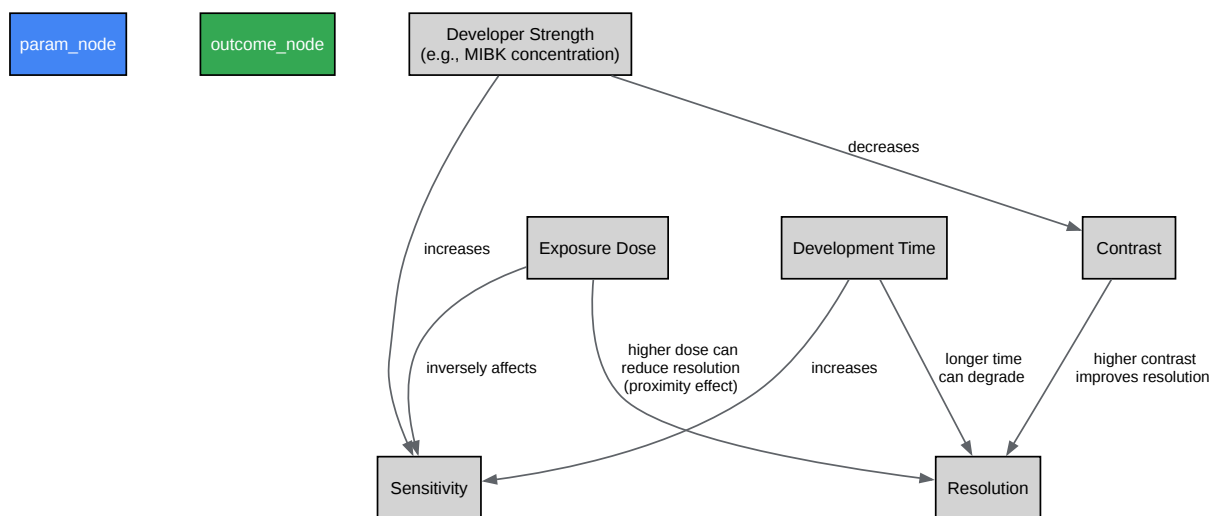 param_node
outcome_node
Developer Strength
(e.g., MIBK concentration)
decreases
increases
Exposure Dose
Development Time
Contrast
inversely affects
higher dose can
reduce resolution
(proximity effect)
increases
longer time
can degrade
higher contrast
improves resolution
Sensitivity
Resolution